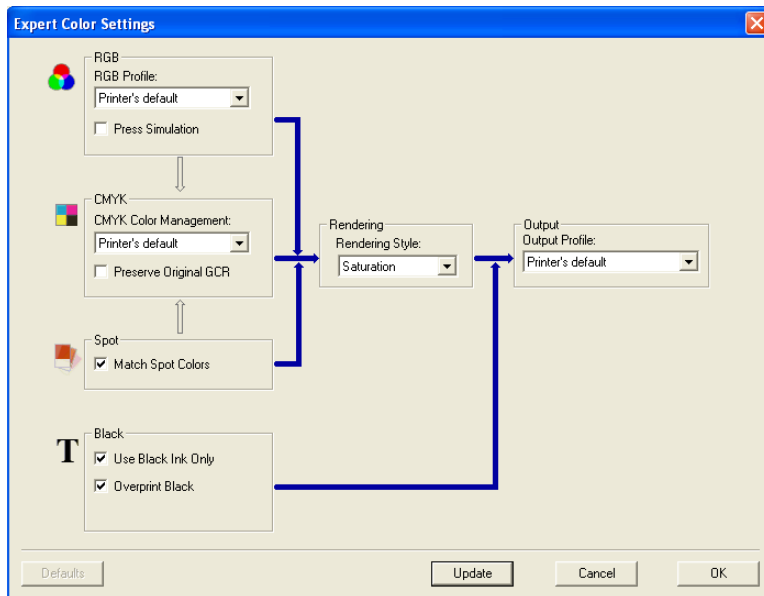 Expert Color Settings
RGB
RGB Profile:
Printer's default
Press Simulation
CMYK
CMYK Color Management:
Printer's default
Preserve Original GCR
Rendering
Rendering Style:
Saturation
Output
Output Profile:
Printer's default
Spot
Match Spot Colors
T
Black
Use Black Ink Only
Overprint Black
Defaults
Update
Cancel
OK